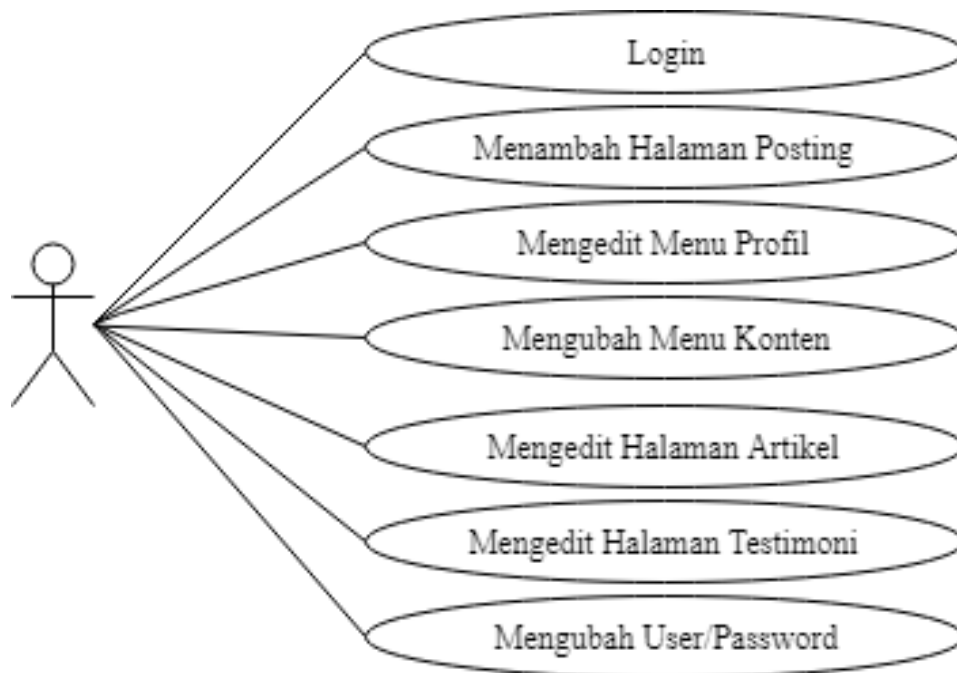 Login
Menambah Halaman Posting
Mengedit Menu Profil
Mengubah Menu Konten
Mengedit Halaman Artikel
Mengedit Halaman Testimoni
Mengubah User/Password